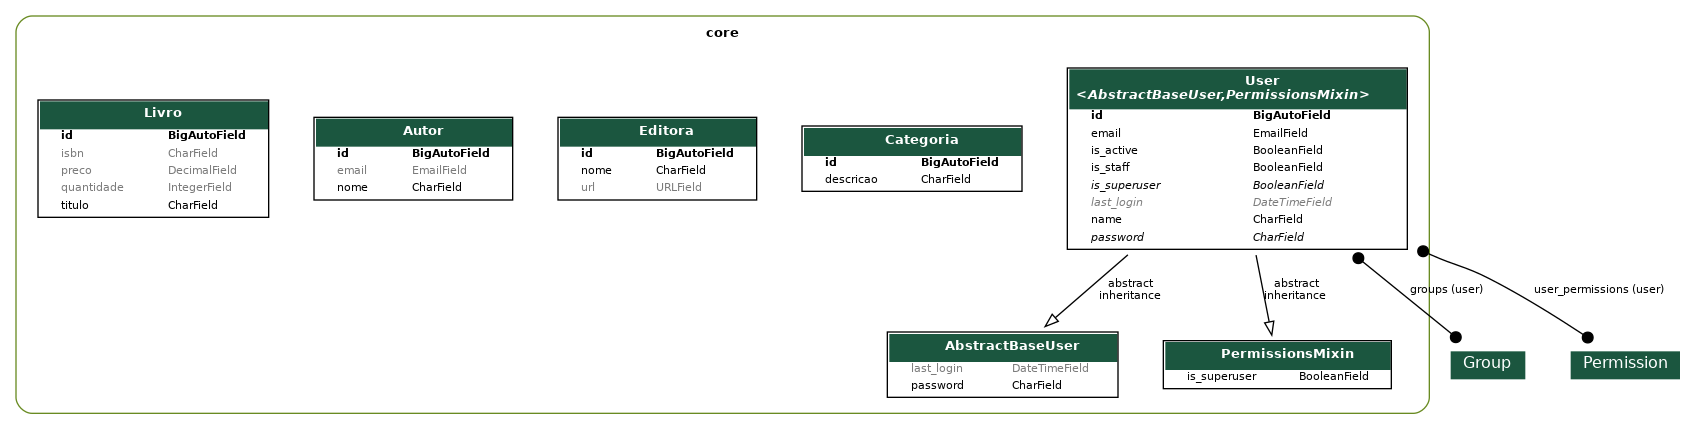 core
Livro
id BigAutoField
isbn CharField
preco DecimalField
quantidade IntegerField
titulo CharField
Autor
id BigAutoField
email EmailField
nome CharField
Editora
id BigAutoField
nome CharField
url URLField
Categoria
id BigAutoField
descricao CharField
User
<AbstractBaseUser,PermissionsMixin>
id BigAutoField
email EmailField
is_active BooleanField
is_staff BooleanField
is_superuser BooleanField
last_login DateTimeField
name CharField
password CharField
abstract
inheritance
abstract
inheritance
groups (user)
user_permissions (user)
AbstractBaseUser
last_login DateTimeField
password CharField
PermissionsMixin
is_superuser BooleanField
Group
Permission